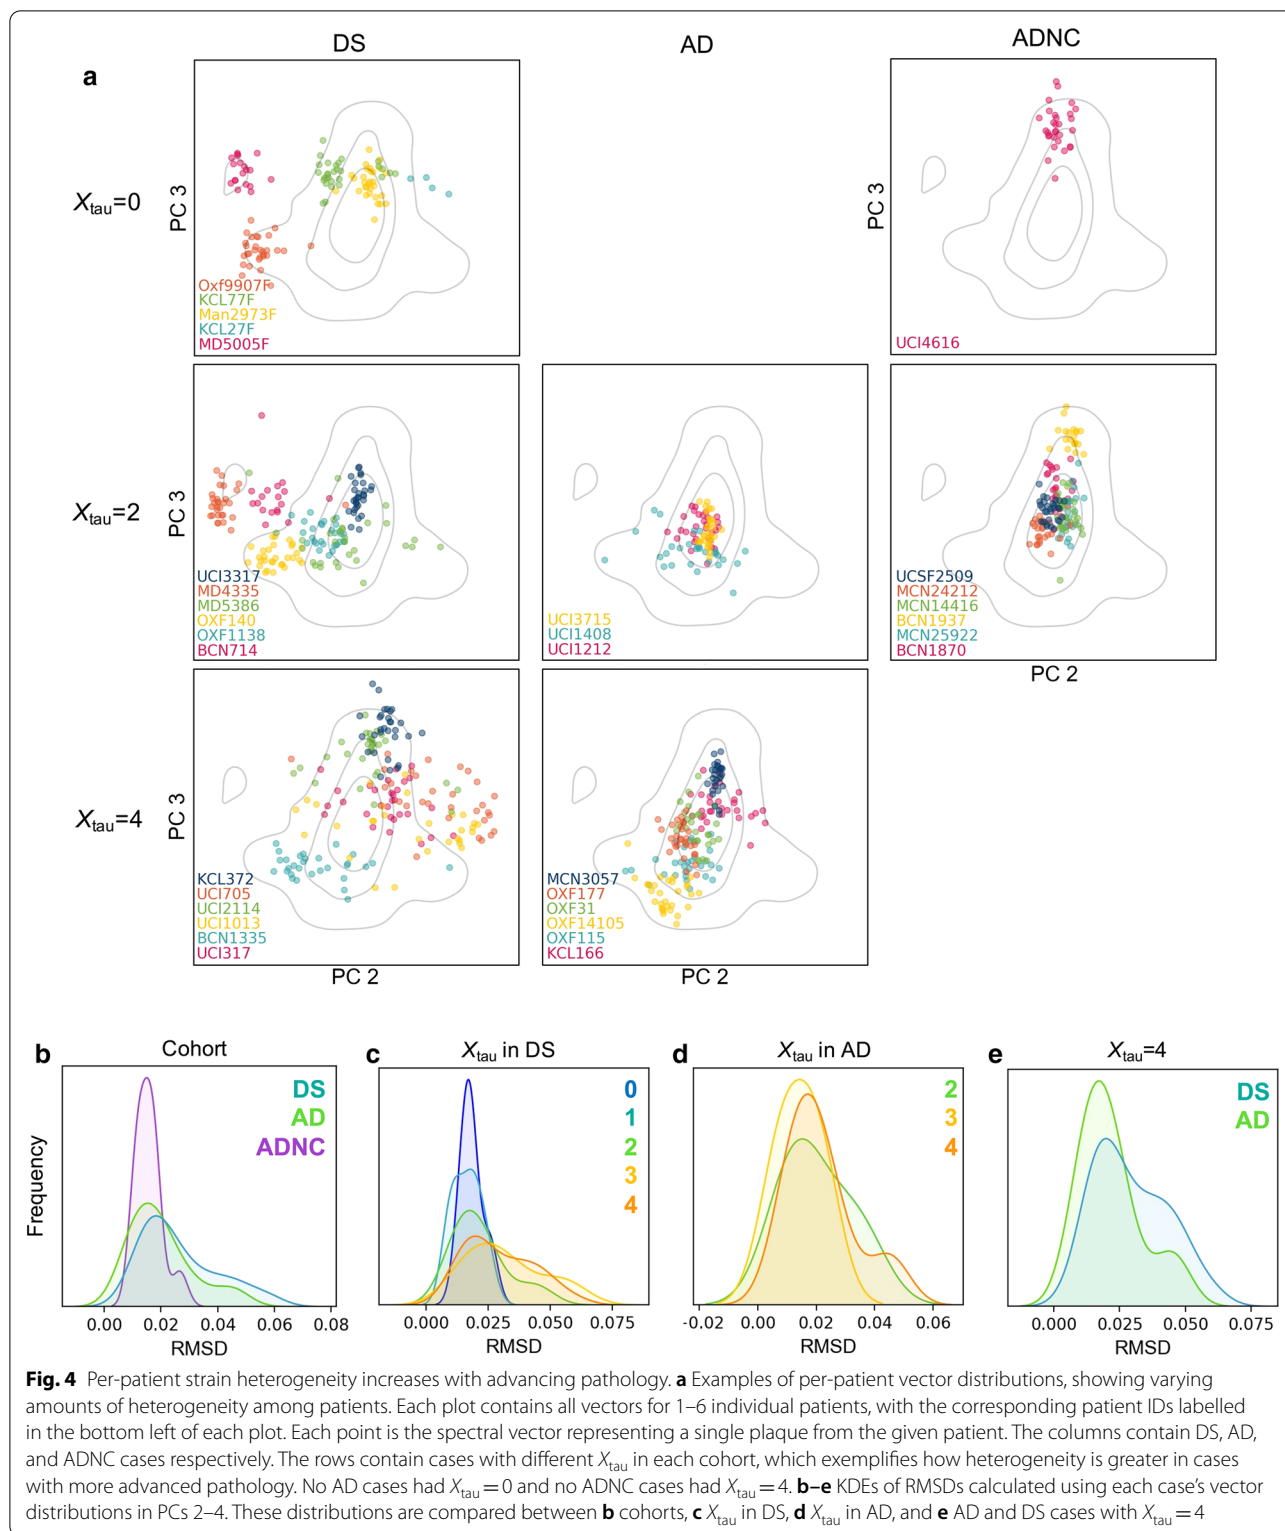 DS
AD
ADNC
a
X_tau=0
PC 3
Oxf9907F
KCL77F
Man2973F
KCL27F
MD5005F
PC 3
UCI4616
X_tau=2
PC 3
UCI3317
MD4335
MD5386
OXF140
OXF1138
BCN714
UCI3715
UCI1408
UCI1212
UCSF2509
MCN24212
MCN14416
BCN1937
MCN25922
BCN1870
PC 2
X_tau=4
PC 3
KCL372
UCI705
UCI2114
UCI1013
BCN1335
UCI317
PC 2
MCN3057
OXF177
OXF31
OXF14105
OXF115
KCL166
PC 2
b
Cohort
DS
AD
ADNC
Frequency
0.00 0.02 0.04 0.06 0.08
RMSD
c
X_tau in DS
0
1
2
3
4
0.000 0.025 0.050 0.075
RMSD
d
X_tau in AD
2
3
4
-0.02 0.00 0.02 0.04 0.06
RMSD
e
X_tau=4
DS
AD
0.000 0.025 0.050 0.075
RMSD
Fig. 4 Per-patient strain heterogeneity increases with advancing pathology. a Examples of per-patient vector distributions, showing varying
amounts of heterogeneity among patients. Each plot contains all vectors for 1–6 individual patients, with the corresponding patient IDs labelled
in the bottom left of each plot. Each point is the spectral vector representing a single plaque from the given patient. The columns contain DS, AD,
and ADNC cases respectively. The rows contain cases with different X_tau in each cohort, which exemplifies how heterogeneity is greater in cases
with more advanced pathology. No AD cases had X_tau = 0 and no ADNC cases had X_tau = 4. b–e KDEs of RMSDs calculated using each case's vector
distributions in PCs 2–4. These distributions are compared between b cohorts, c X_tau in DS, d X_tau in AD, and e AD and DS cases with X_tau = 4